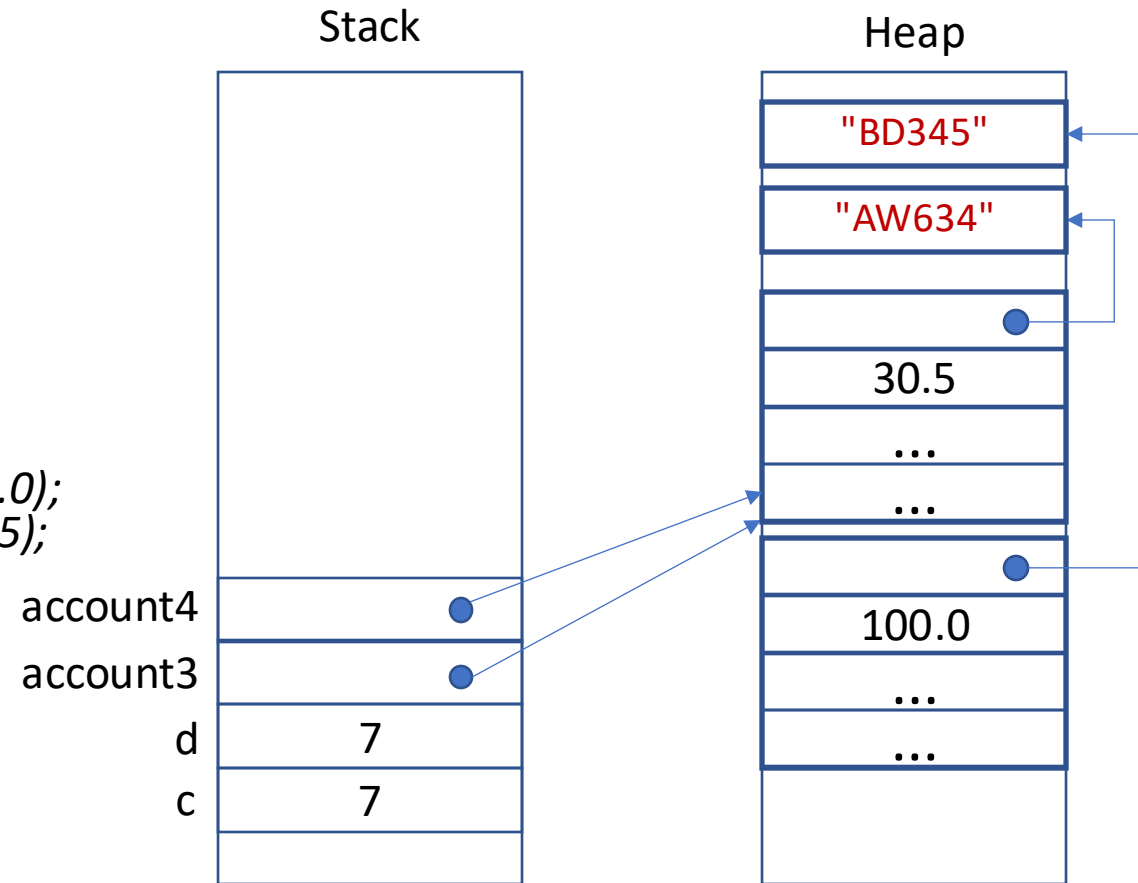 Stack
Heap
"BD345"
"AW634"
30.5
...
...
.0);
5);
account4
account3
100.0
...
d
7
...
c
7